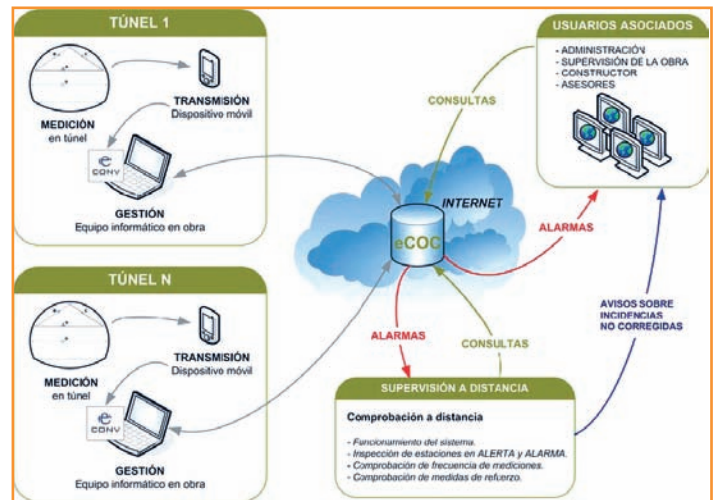 TÚNEL 1
MEDICIÓN
en túnel
TRANSMISIÓN
Dispositivo móvil
e
CONV
GESTIÓN
Equipo informático en obra
TÚNEL N
MEDICIÓN
en túnel
TRANSMISIÓN
Dispositivo móvil
e
CONV
GESTIÓN
Equipo informático en obra
CONSULTAS
INTERNET
eCOC
ALARMAS
ALARMAS
CONSULTAS
USUARIOS ASOCIADOS
- ADMINISTRACIÓN
- SUPERVISIÓN DE LA OBRA
- CONSTRUCTOR
- ASESORES
AVISOS SOBRE
INCIDENCIAS
NO CORREGIDAS
SUPERVISIÓN A DISTANCIA
Comprobación a distancia
- Funcionamiento del sistema.
- Inspección de estaciones en ALERTA y ALARMA.
- Comprobación de frecuencia de mediciones.
- Comprobación de medidas de refuerzo.